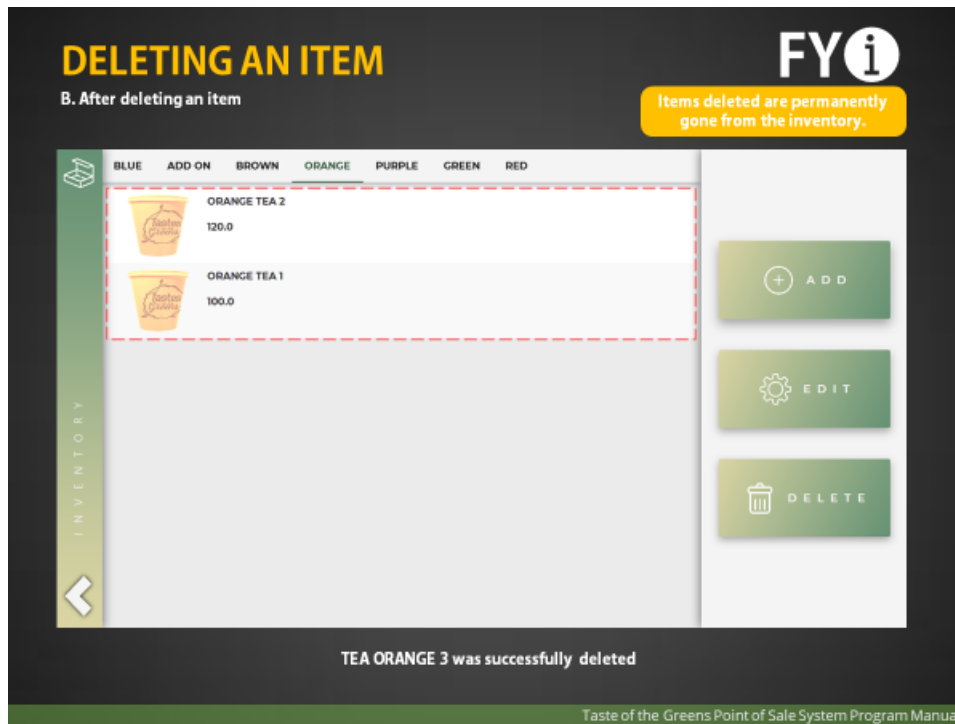 DELETING AN ITEM
B. After deleting an item
FYi
Items deleted are permanently
gone from the inventory.
BLUE ADD ON BROWN ORANGE PURPLE GREEN RED
ORANGE TEA 2
120.0
ORANGE TEA 1
100.0
INVENTORY
ADD
EDIT
DELETE
TEA ORANGE 3 was successfully deleted
Taste of the Greens Point of Sale System Program Manua